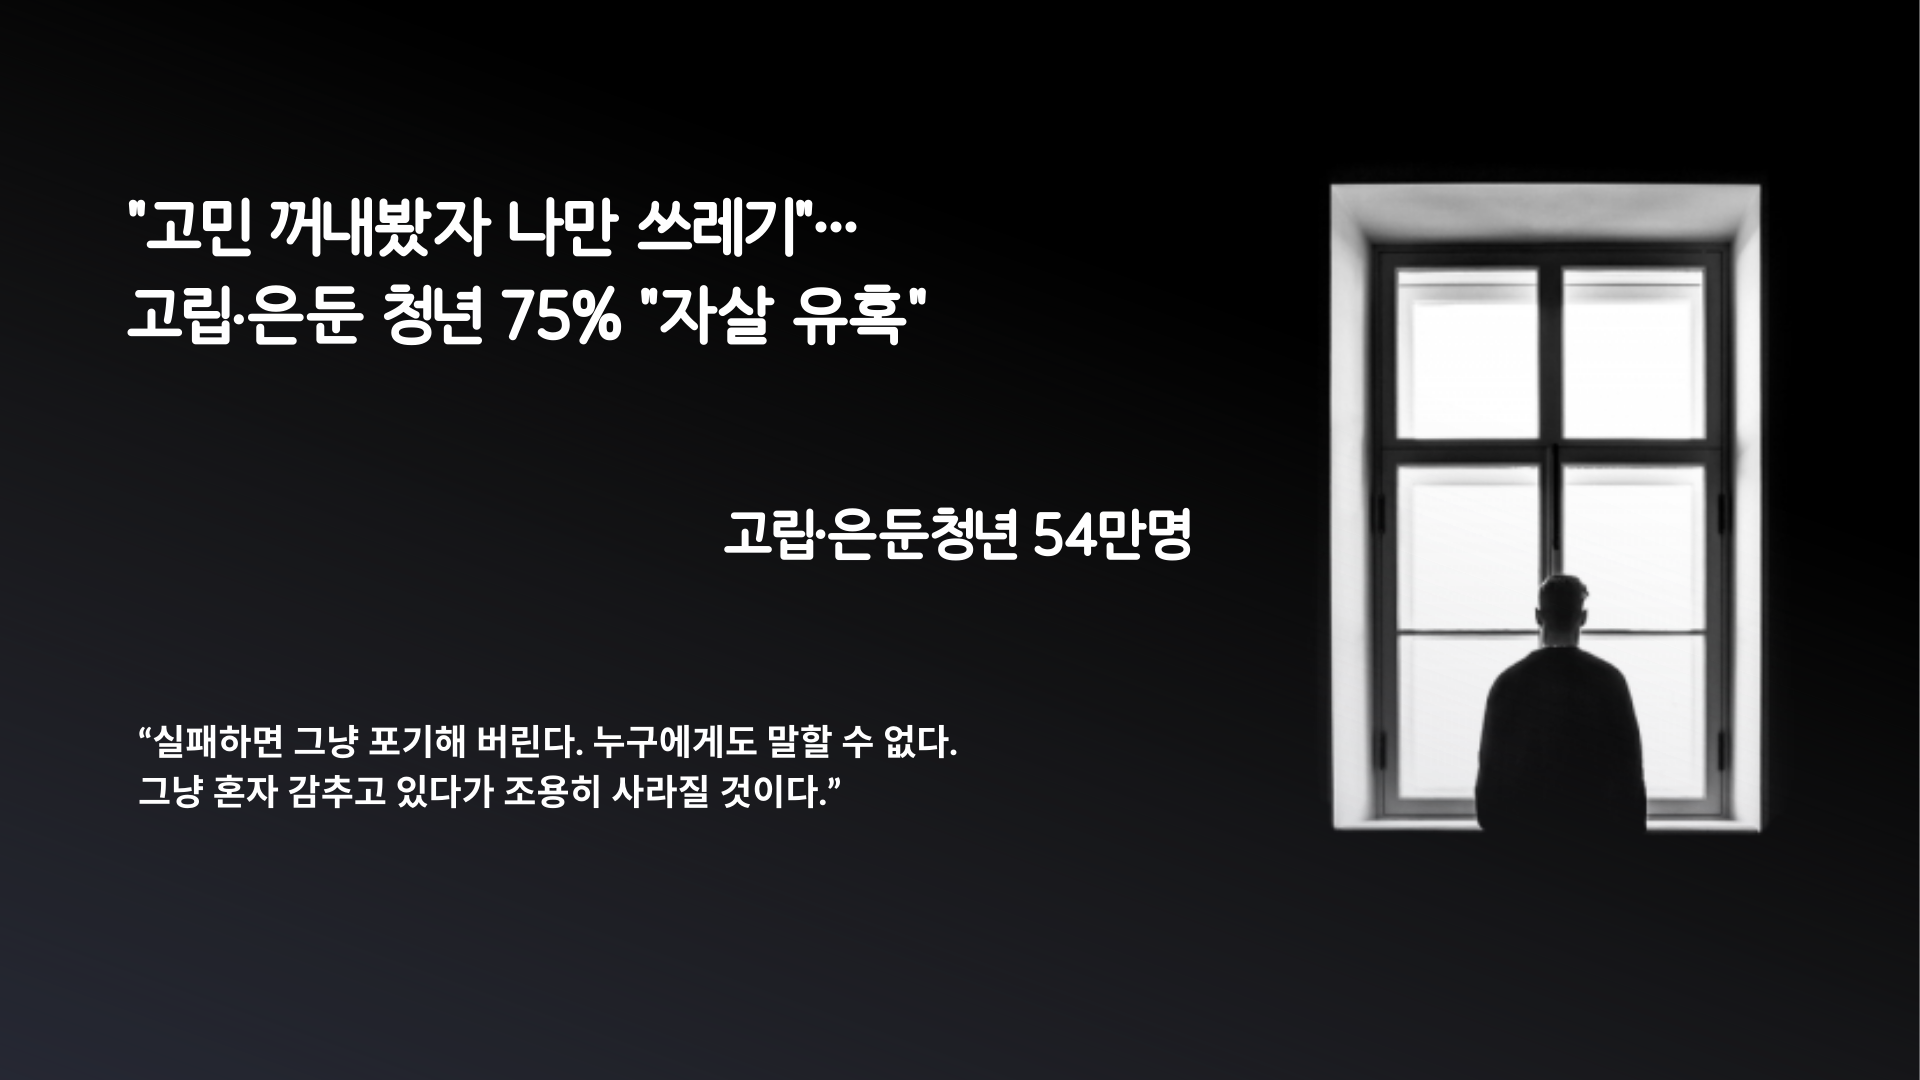 "고민 꺼내봤자 나만 쓰레기"…
고립·은둔 청년 75% "자살 유혹"
고립·은둔청년 54만명
“실패하면 그냥 포기해 버린다. 누구에게도 말할 수 없다.
그냥 혼자 감추고 있다가 조용히 사라질 것이다.”